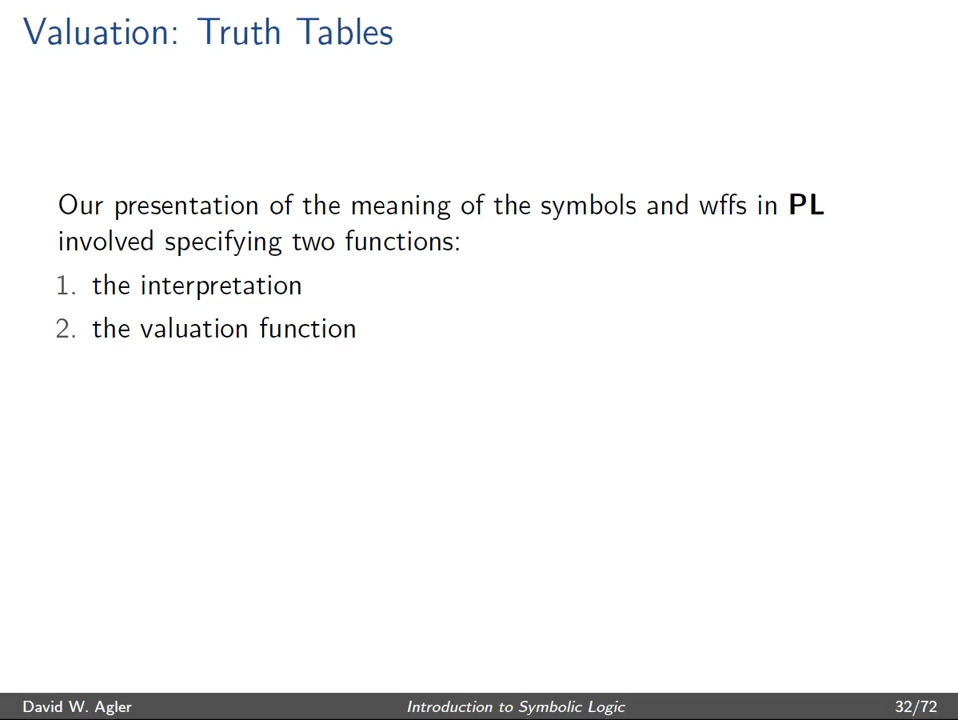 Valuation: Truth Tables
Our presentation of the meaning of the symbols and wffs in PL
involved specifying two functions:
1. the interpretation
2. the valuation function
David W. Agler Introduction to Symbolic Logic 32/72